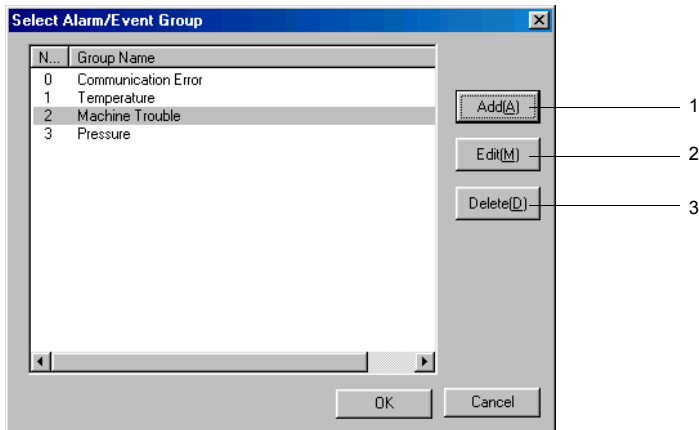 Select Alarm/Event Group
N... Group Name
0 Communication Error
1 Temperature
2 Machine Trouble
3 Pressure
Add(A) 1
Edit(M) 2
Delete(D) 3
OK Cancel